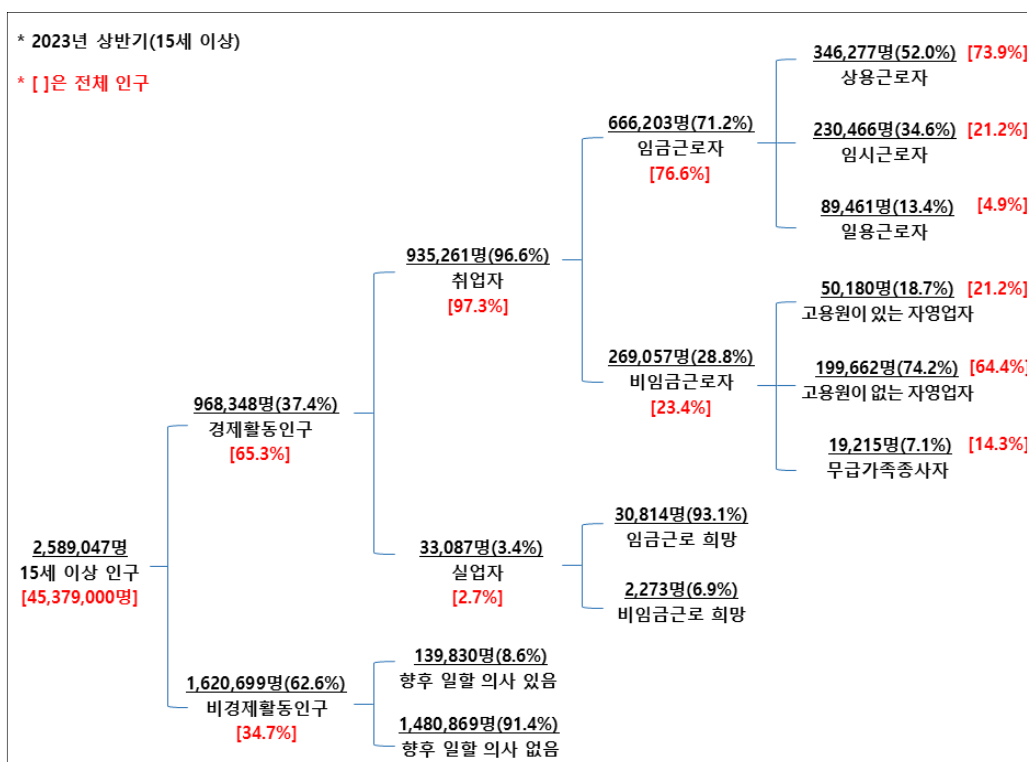 * 2023년 상반기(15세 이상)
* [ ]은 전체 인구
346,277명(52.0%) [73.9%]
상용근로자
666,203명(71.2%)
임금근로자
[76.6%]
230,466명(34.6%) [21.2%]
임시근로자
89,461명(13.4%) [4.9%]
일용근로자
935,261명(96.6%)
취업자
[97.3%]
50,180명(18.7%) [21.2%]
고용원이 있는 자영업자
269,057명(28.8%)
비임금근로자
[23.4%]
199,662명(74.2%) [64.4%]
고용원이 없는 자영업자
19,215명(7.1%) [14.3%]
무급가족종사자
968,348명(37.4%)
경제활동인구
[65.3%]
30,814명(93.1%)
임금근로 희망
33,087명(3.4%)
실업자
[2.7%]
2,273명(6.9%)
비임금근로 희망
2,589,047명
15세 이상 인구
[45,379,000명]
139,830명(8.6%)
향후 일할 의사 있음
1,620,699명(62.6%)
비경제활동인구
[34.7%]
1,480,869명(91.4%)
향후 일할 의사 없음